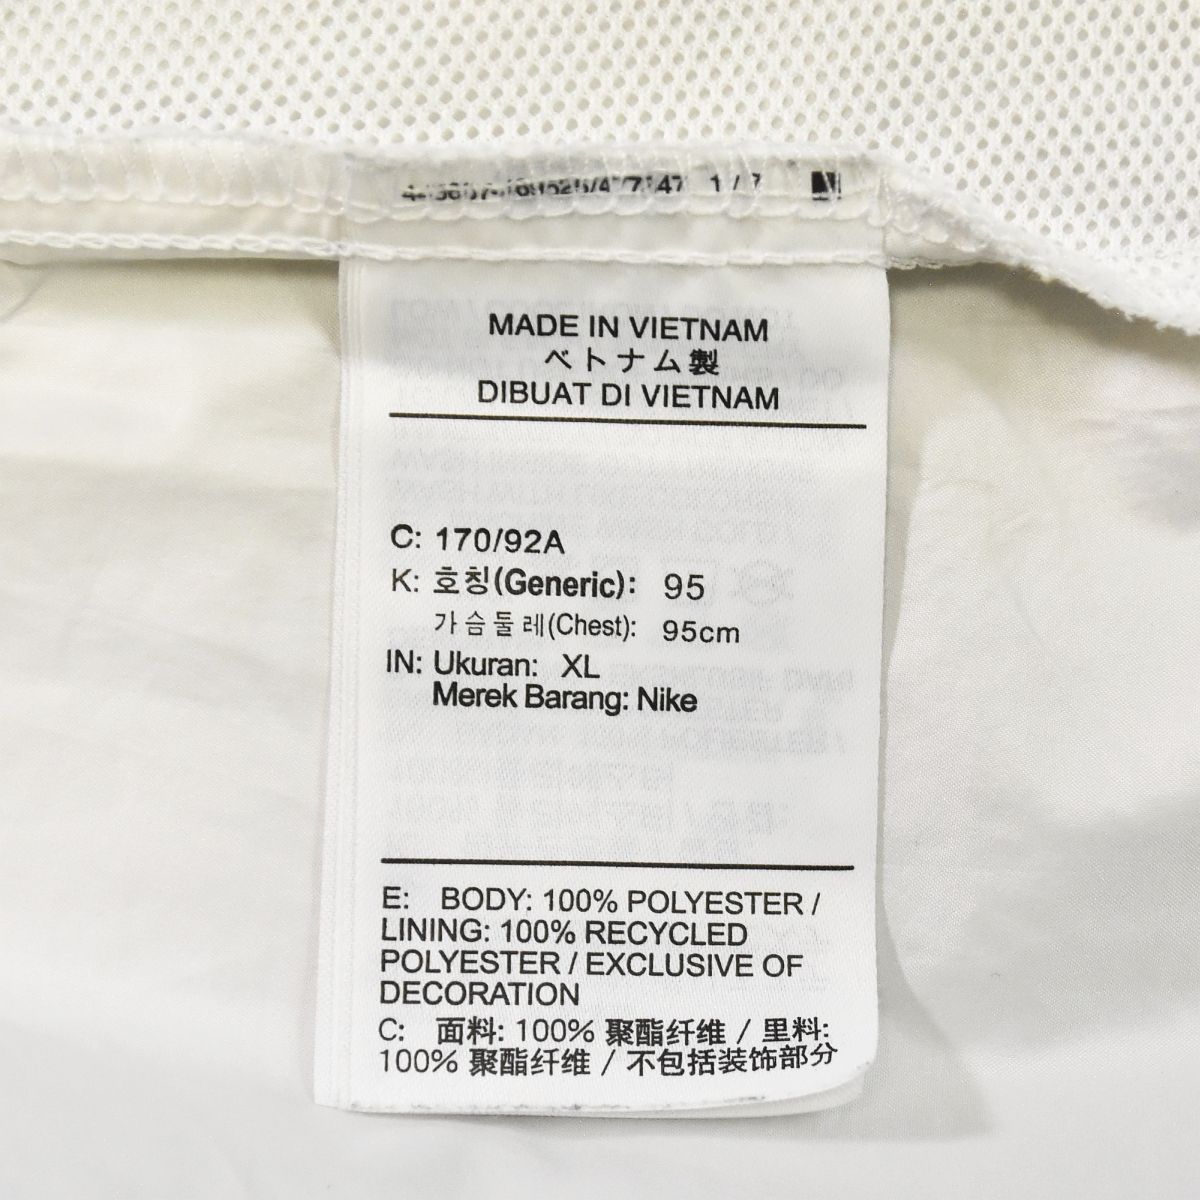 1 / 7
MADE IN VIETNAM
ベトナム製
DIBUAT DI VIETNAM
C: 170/92A
K: 호칭(Generic): 95
가슴둘레(Chest): 95cm
IN: Ukuran: XL
Merek Barang: Nike
E: BODY: 100% POLYESTER /
LINING: 100% RECYCLED
POLYESTER / EXCLUSIVE OF
DECORATION
C: 面料: 100% 聚酯纤维 / 里料:
100% 聚酯纤维 / 不包括装饰部分